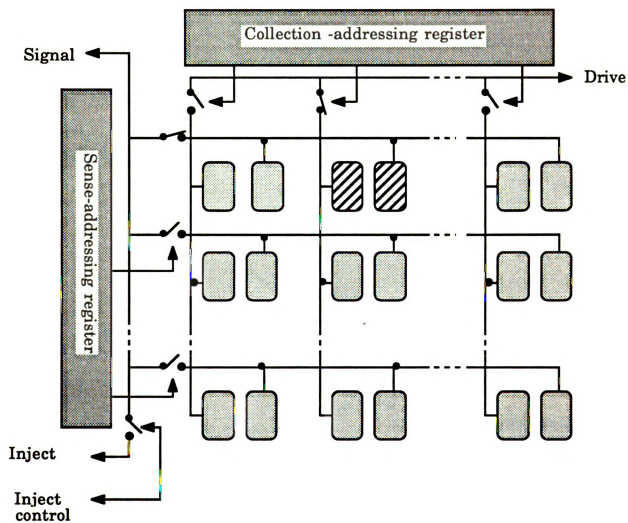 Collection -addressing register
Signal
Drive
Sense-addressing register
Inject
Inject
control